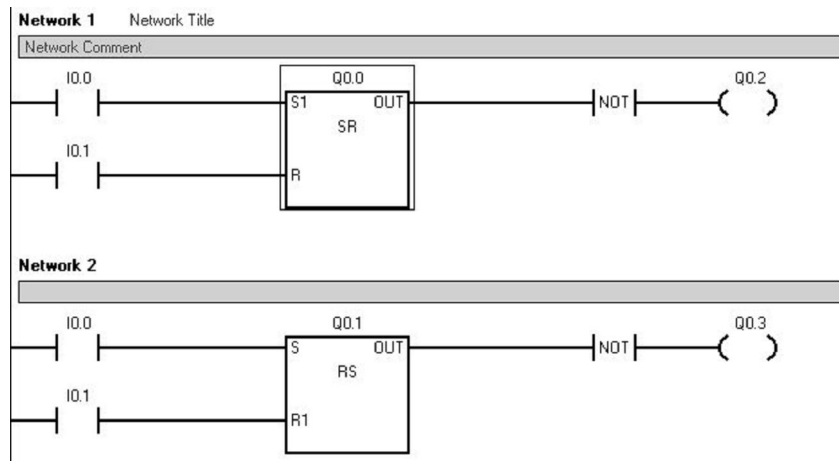 Network 1 Network Title
Network Comment
I0.0 Q0.0 Q0.2
S1 OUT NOT
SR
I0.1
R
Network 2
I0.0 Q0.1 Q0.3
S OUT NOT
RS
I0.1
R1